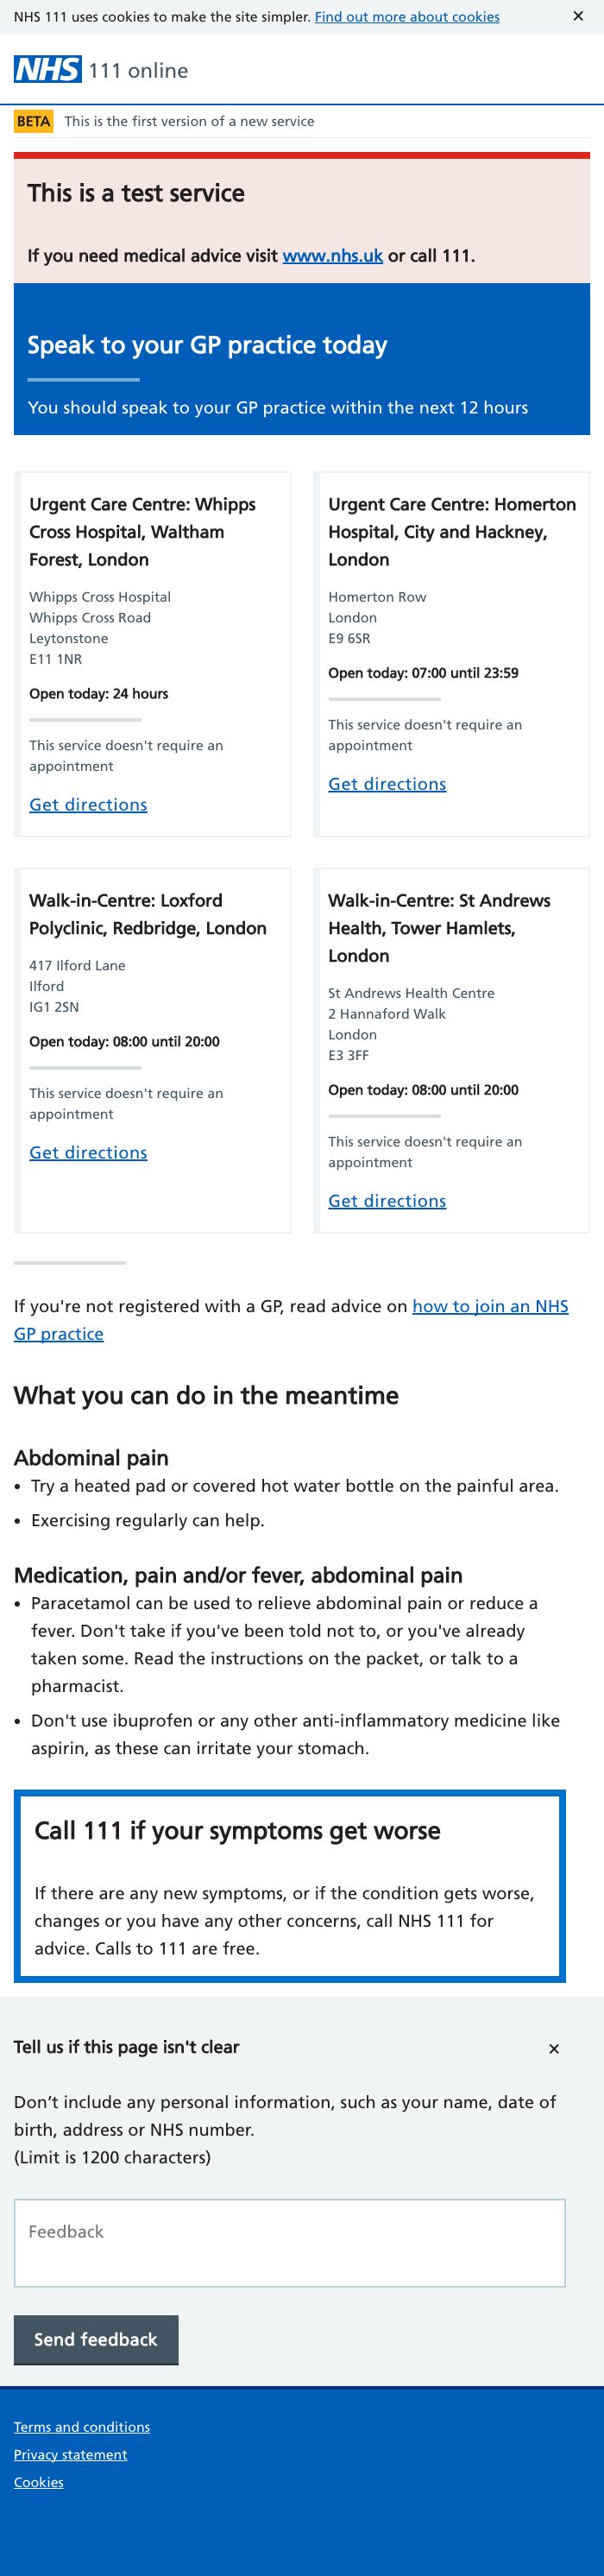 NHS 111 uses cookies to make the site simpler. Find out more about cookies ✕
NHS 111 online
BETA This is the first version of a new service
This is a test service
If you need medical advice visit www.nhs.uk or call 111.
Speak to your GP practice today
You should speak to your GP practice within the next 12 hours
Urgent Care Centre: Whipps
Cross Hospital, Waltham
Forest, London
Whipps Cross Hospital
Whipps Cross Road
Leytonstone
E11 1NR
Open today: 24 hours
This service doesn't require an
appointment
Get directions
Urgent Care Centre: Homerton
Hospital, City and Hackney,
London
Homerton Row
London
E9 6SR
Open today: 07:00 until 23:59
This service doesn't require an
appointment
Get directions
Walk-in-Centre: Loxford
Polyclinic, Redbridge, London
417 Ilford Lane
Ilford
IG1 2SN
Open today: 08:00 until 20:00
This service doesn't require an
appointment
Get directions
Walk-in-Centre: St Andrews
Health, Tower Hamlets,
London
St Andrews Health Centre
2 Hannaford Walk
London
E3 3FF
Open today: 08:00 until 20:00
This service doesn't require an
appointment
Get directions
If you're not registered with a GP, read advice on how to join an NHS
GP practice
What you can do in the meantime
Abdominal pain
• Try a heated pad or covered hot water bottle on the painful area.
• Exercising regularly can help.
Medication, pain and/or fever, abdominal pain
• Paracetamol can be used to relieve abdominal pain or reduce a
fever. Don't take if you've been told not to, or you've already
taken some. Read the instructions on the packet, or talk to a
pharmacist.
• Don't use ibuprofen or any other anti-inflammatory medicine like
aspirin, as these can irritate your stomach.
Call 111 if your symptoms get worse
If there are any new symptoms, or if the condition gets worse,
changes or you have any other concerns, call NHS 111 for
advice. Calls to 111 are free.
Tell us if this page isn't clear ✕
Don’t include any personal information, such as your name, date of
birth, address or NHS number.
(Limit is 1200 characters)
Feedback
Send feedback
Terms and conditions
Privacy statement
Cookies